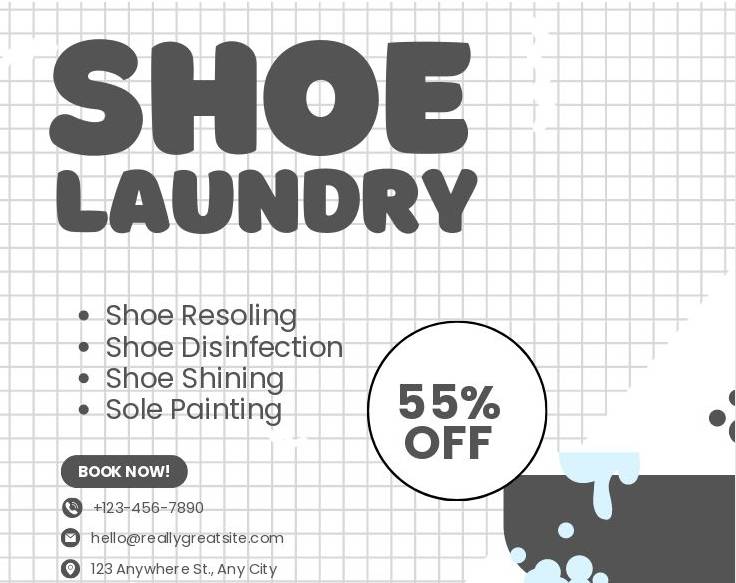 SHOE
LAUNDRY
• Shoe Resoling
• Shoe Disinfection
• Shoe Shining
• Sole Painting
55%
OFF
BOOK NOW!
+123-456-7890
hello@reallygreatsite.com
123 Anywhere St., Any City